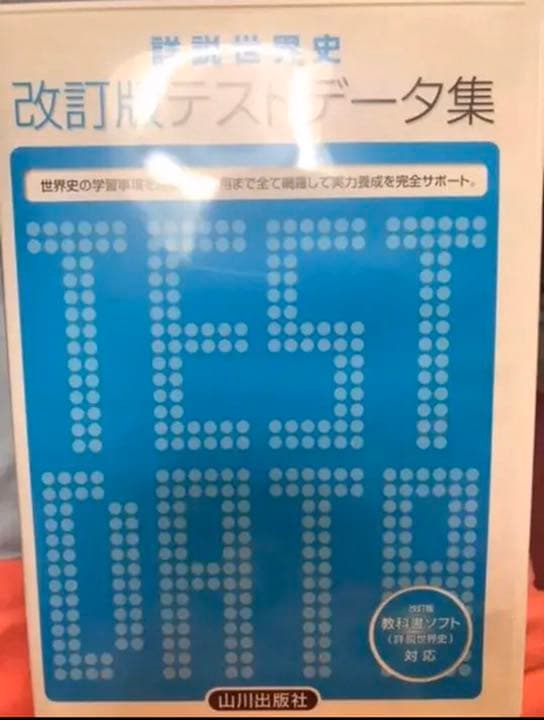 詳説世界史
改訂版テストデータ集
世界史の学習事項を まで全て網羅して実力養成を完全サポート。
TEST
DATA
改訂版
教科書ソフト
(詳説世界史)
対応
山川出版社